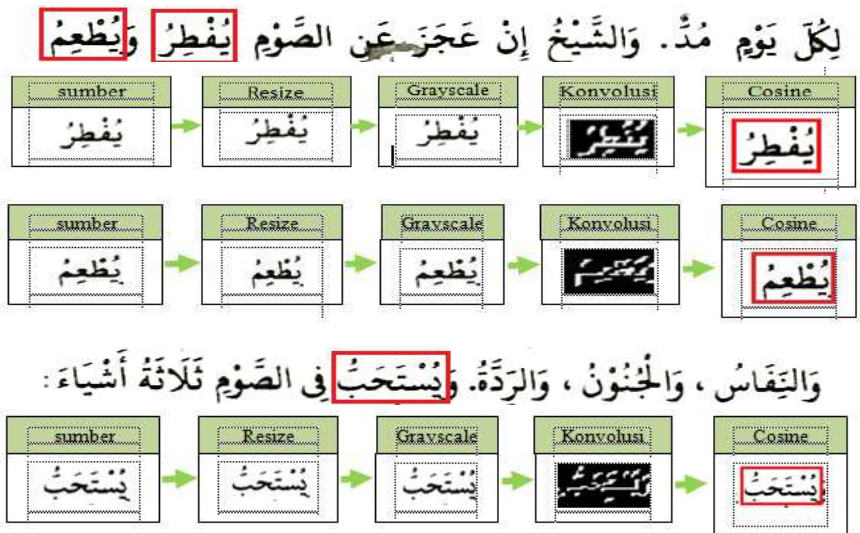 لِكُلِّ يَوْمٍ مُدٌّ. وَالشَّيْخُ إِنْ عَجَزَ عَنِ الصَّوْمِ يُفْطِرُ وَيُطْعِمُ
sumber Resize Grayscale Konvolusi Cosine
يُفْطِرُ يُفْطِرُ يُفْطِرُ يُفْطِرُ يُفْطِرُ
sumber Resize Grayscale Konvolusi Cosine
يُطْعِمُ يُطْعِمُ يُطْعِمُ يُطْعِمُ يُطْعِمُ
وَالنِّفَاسُ ، وَالْجُنُوْنُ ، وَالرَدَّةُ. وَيُسْتَحَبُّ فِى الصَّوْمِ ثَلَاثَةُ أَشْيَاءَ:
sumber Resize Grayscale Konvolusi Cosine
يُسْتَحَبُّ يُسْتَحَبُّ يُسْتَحَبُّ يُسْتَحَبُّ يُسْتَحَبُّ